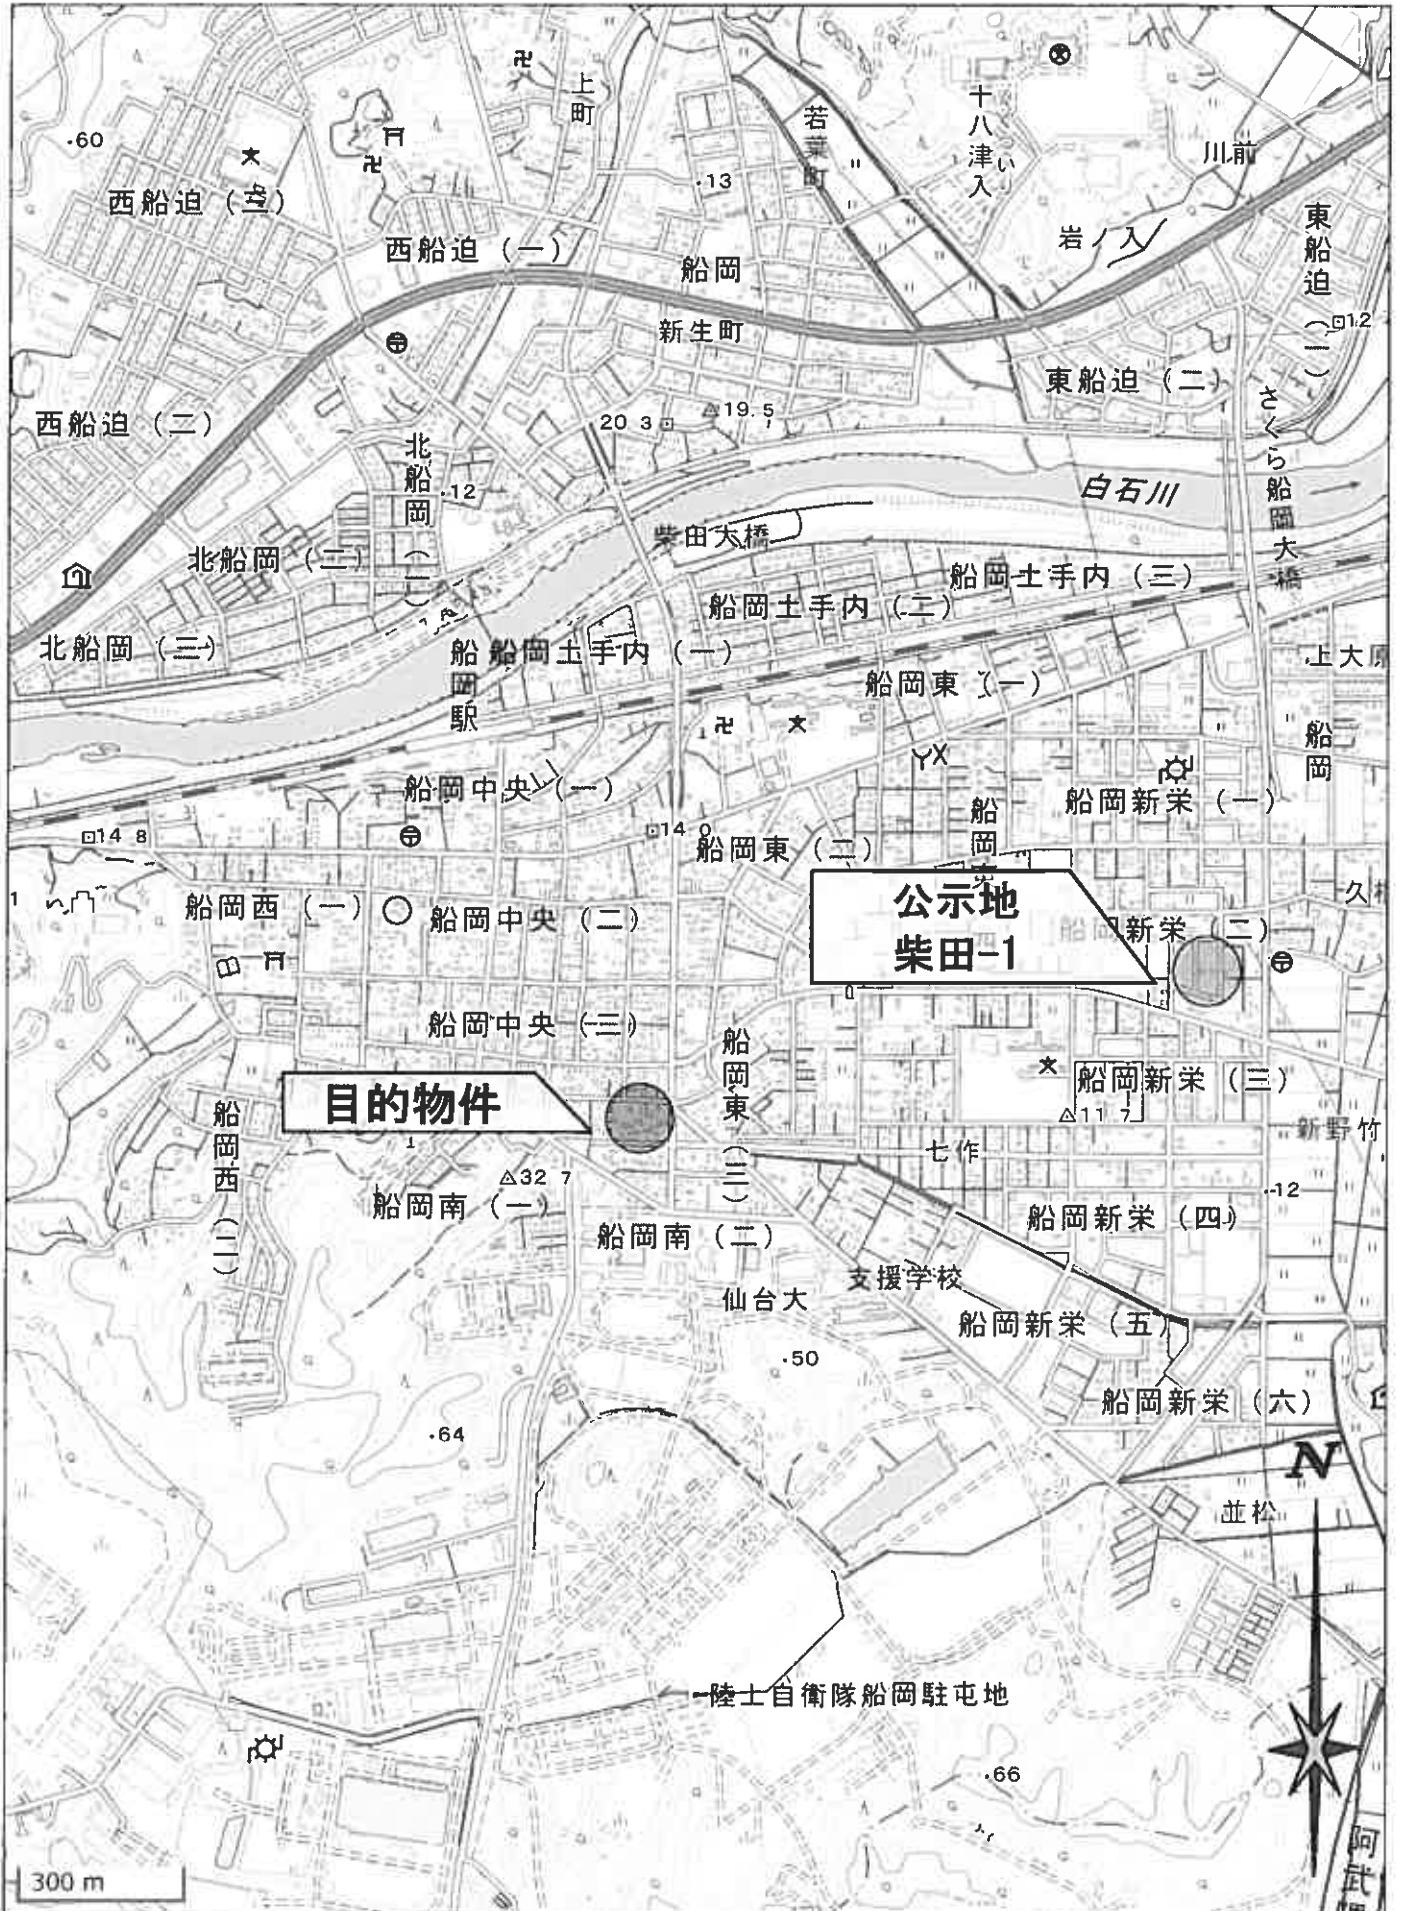 上町
十八津入
・60
若葉町
川前
・13
西船迫（三）
東船迫（一）
西船迫（一）
岩ノ入
船岡
新生町
12
東船迫（二）
西船迫（二）
さくら船岡大橋
20 3
19.5
北船岡（一）
・12
白石川
柴田大橋
北船岡（二）
船岡土手内（三）
船岡土手内（二）
北船岡（三）
船岡駅
船岡土手内（一）
上大原
船岡東（一）
船岡
船岡中央（一）
船岡新栄（一）
14 8
14 0
船岡東（二）
船岡東
公示地
柴田-1
船岡西（一）
船岡中央（二）
船岡新栄（二）
船岡中央（三）
船岡東（三）
船岡新栄（三）
目的物件
11 7
新野竹
船岡西（二）
七作
32 7
・12
船岡南（一）
船岡新栄（四）
船岡南（二）
支援学校
仙台大
船岡新栄（五）
・50
船岡新栄（六）
・64
N
並松
陸上自衛隊船岡駐屯地
・66
300 m
阿武